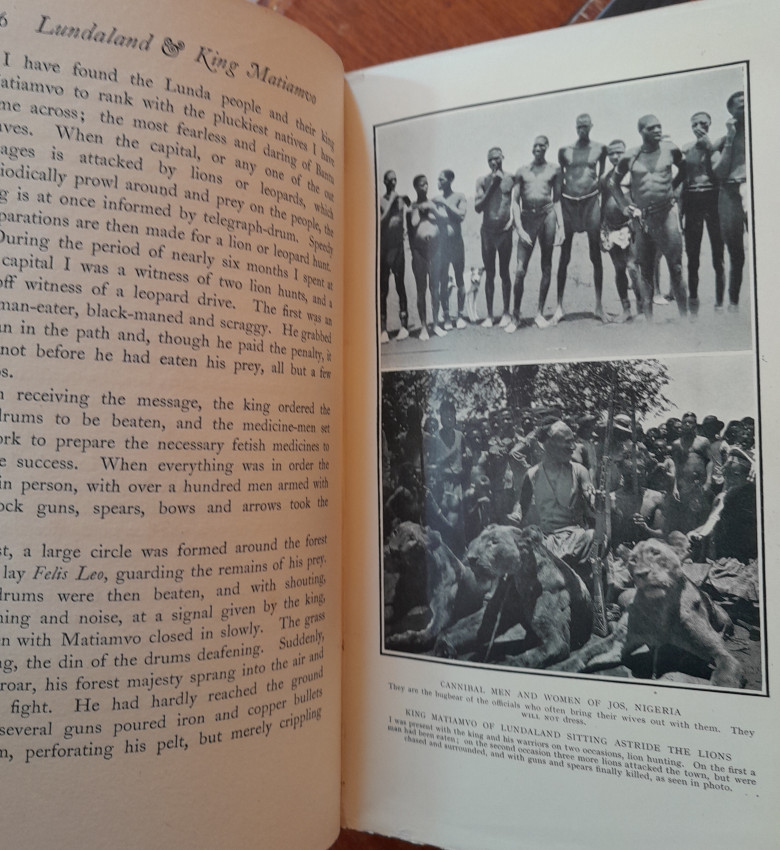 6 Lundaland & King Matiamvo
I have found the Lunda people and their king
Matiamvo to rank with the pluckiest natives I have
me across; the most fearless and daring of Bantu
aves. When the capital, or any one of the out
ages is attacked by lions or leopards, which
iodically prowl around and prey on the people, the
g is at once informed by telegraph-drum. Speedy
parations are then made for a lion or leopard hunt.
During the period of nearly six months I spent at
capital I was a witness of two lion hunts, and a
off witness of a leopard drive. The first was an
man-eater, black-maned and scraggy. He grabbed
an in the path and, though he paid the penalty, it
not before he had eaten his prey, all but a few
s.
n receiving the message, the king ordered the
drums to be beaten, and the medicine-men set
ork to prepare the necessary fetish medicines to
e success. When everything was in order the
in person, with over a hundred men armed with
ock guns, spears, bows and arrows took the
st, a large circle was formed around the forest
lay Felis Leo, guarding the remains of his prey.
drums were then beaten, and with shouting,
ming and noise, at a signal given by the king,
n with Matiamvo closed in slowly. The grass
ng, the din of the drums deafening. Suddenly,
roar, his forest majesty sprang into the air and
fight. He had hardly reached the ground
several guns poured iron and copper bullets
m, perforating his pelt, but merely crippling
CANNIBAL MEN AND WOMEN OF JOS, NIGERIA
They are the bugbear of the officials who often bring their wives out with them. They
WILL NOT dress.
KING MATIAMVO OF LUNDALAND SITTING ASTRIDE THE LIONS
I was present with the king and his warriors on two occasions, lion hunting. On the first a
man had been eaten; on the second occasion three more lions attacked the town, but were
chased and surrounded, and with guns and spears finally killed, as seen in photo.